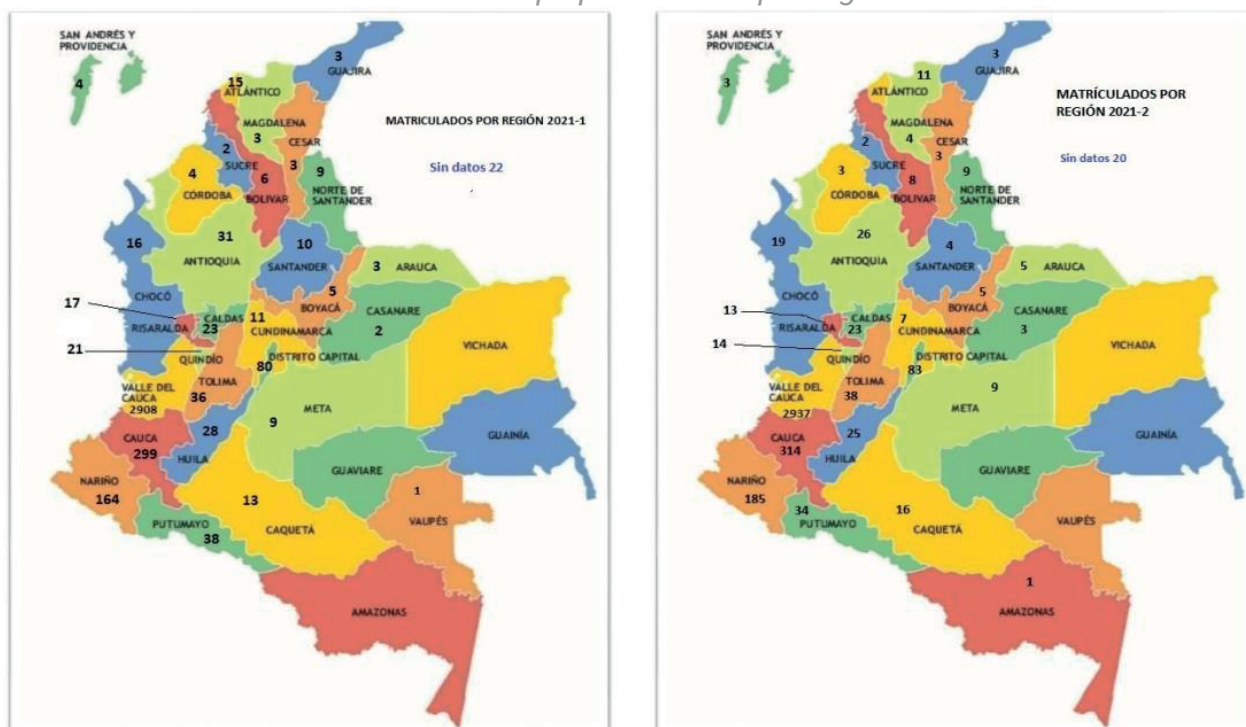 SAN ANDRÉS Y
PROVIDENCIA
4
3
GUAJIRA
15
ATLÁNTICO
MAGDALENA
3
MATRICULADOS POR REGIÓN 2021-1
Sin datos 22
CESAR
3
2
SUCRE
6
BOLIVAR
9
NORTE DE
SANTANDER
4
CÓRDOBA
16
CHOCÓ
31
ANTIOQUIA
10
SANTANDER
3
ARAUCA
5
BOYACÁ
CASANARE
2
17
RISARALDA
CALDAS
23
11
CUNDINAMARCA
VICHADA
21
QUINDÍO
80
DISTRITO CAPITAL
TOLIMA
36
VALLE DEL
CAUCA
2908
META
9
CAUCA
299
28
HUILA
GUAINÍA
GUAVIARE
NARIÑO
164
13
CAQUETÁ
1
VAUPÉS
PUTUMAYO
38
AMAZONAS
SAN ANDRÉS Y
PROVIDENCIA
3
3
GUAJIRA
11
ATLÁNTICO
MAGDALENA
4
MATRÍCULADOS POR
REGIÓN 2021-2
Sin datos 20
CESAR
3
2
SUCRE
8
BOLIVAR
9
NORTE DE
SANTANDER
3
CÓRDOBA
19
CHOCÓ
26
ANTIOQUIA
4
SANTANDER
5
ARAUCA
5
BOYACÁ
CASANARE
3
13
RISARALDA
CALDAS
23
7
CUNDINAMARCA
VICHADA
14
QUINDÍO
83
DISTRITO CAPITAL
TOLIMA
38
VALLE DEL
CAUCA
2937
META
9
CAUCA
314
25
HUILA
GUAINÍA
GUAVIARE
NARIÑO
185
16
CAQUETÁ
VAUPÉS
34
PUTUMAYO
1
AMAZONAS